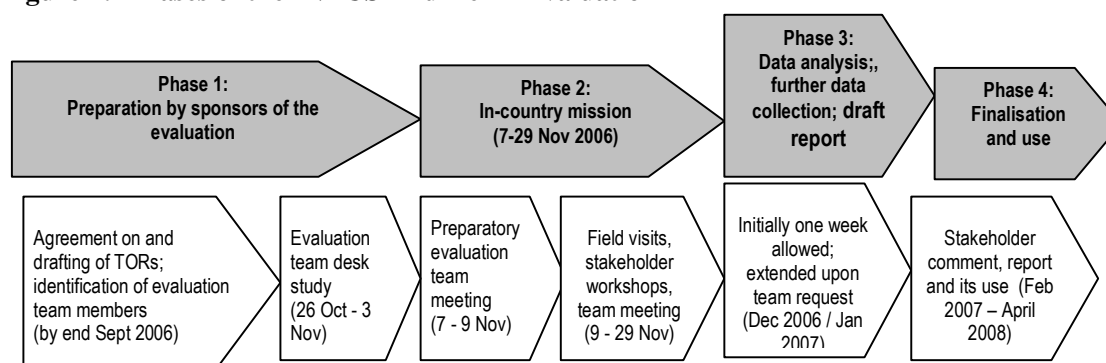 Phase 1:
Preparation by sponsors of the
evaluation
Phase 2:
In-country mission
(7-29 Nov 2006)
Phase 3:
Data analysis;,
further data
collection; draft
report
Phase 4:
Finalisation
and use
Agreement on and
drafting of TORs;
identification of evaluation
team members
(by end Sept 2006)
Evaluation
team desk
study
(26 Oct - 3
Nov)
Preparatory
evaluation
team
meeting
(7 - 9 Nov)
Field visits,
stakeholder
workshops,
team meeting
(9 - 29 Nov)
Initially one week
allowed;
extended upon
team request
(Dec 2006 / Jan
2007)
Stakeholder
comment, report
and its use (Feb
2007 – April
2008)